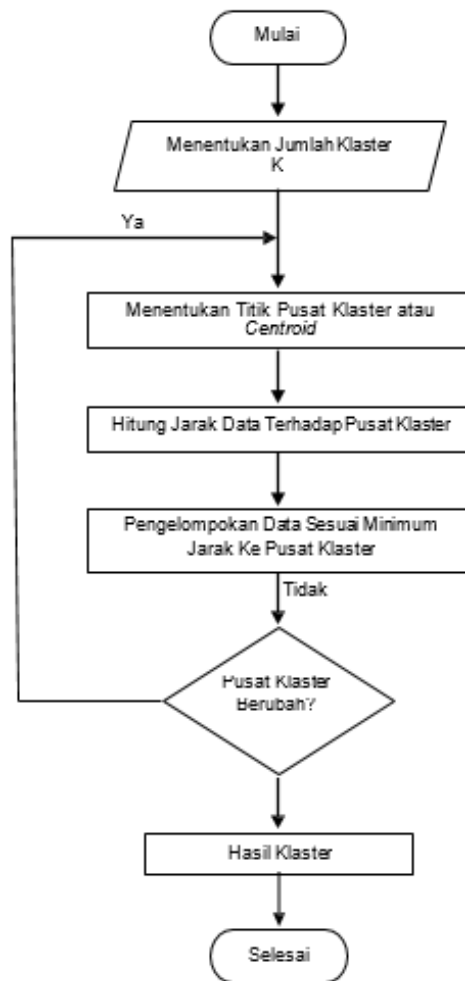 Mulai
Menentukan Jumlah Klaster
K
Ya
Menentukan Titik Pusat Klaster atau
Centroid
Hitung Jarak Data Terhadap Pusat Klaster
Pengelompokan Data Sesuai Minimum
Jarak Ke Pusat Klaster
Tidak
Pusat Klaster
Berubah?
Hasil Klaster
Selesai